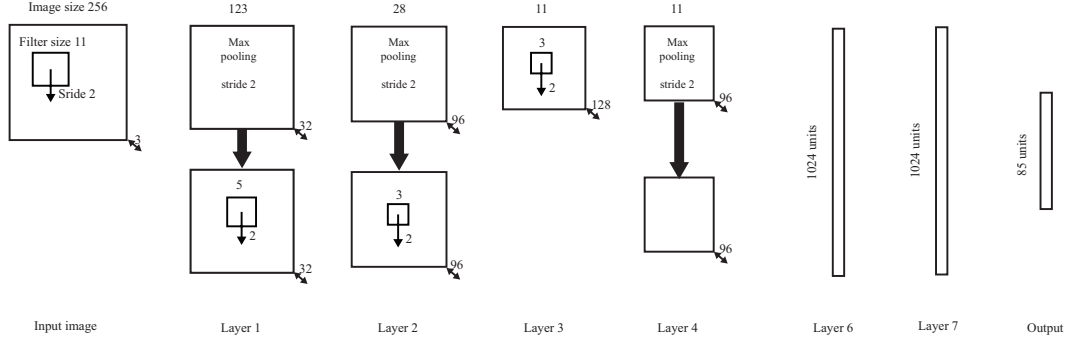 Image size 256
123
28
11
11
Filter size 11
Sride 2
3
Max
pooling
stride 2
32
Max
pooling
stride 2
96
3
2
128
Max
pooling
stride 2
96
5
2
32
3
2
96
96
1024 units
1024 units
85 units
Input image
Layer 1
Layer 2
Layer 3
Layer 4
Layer 6
Layer 7
Output